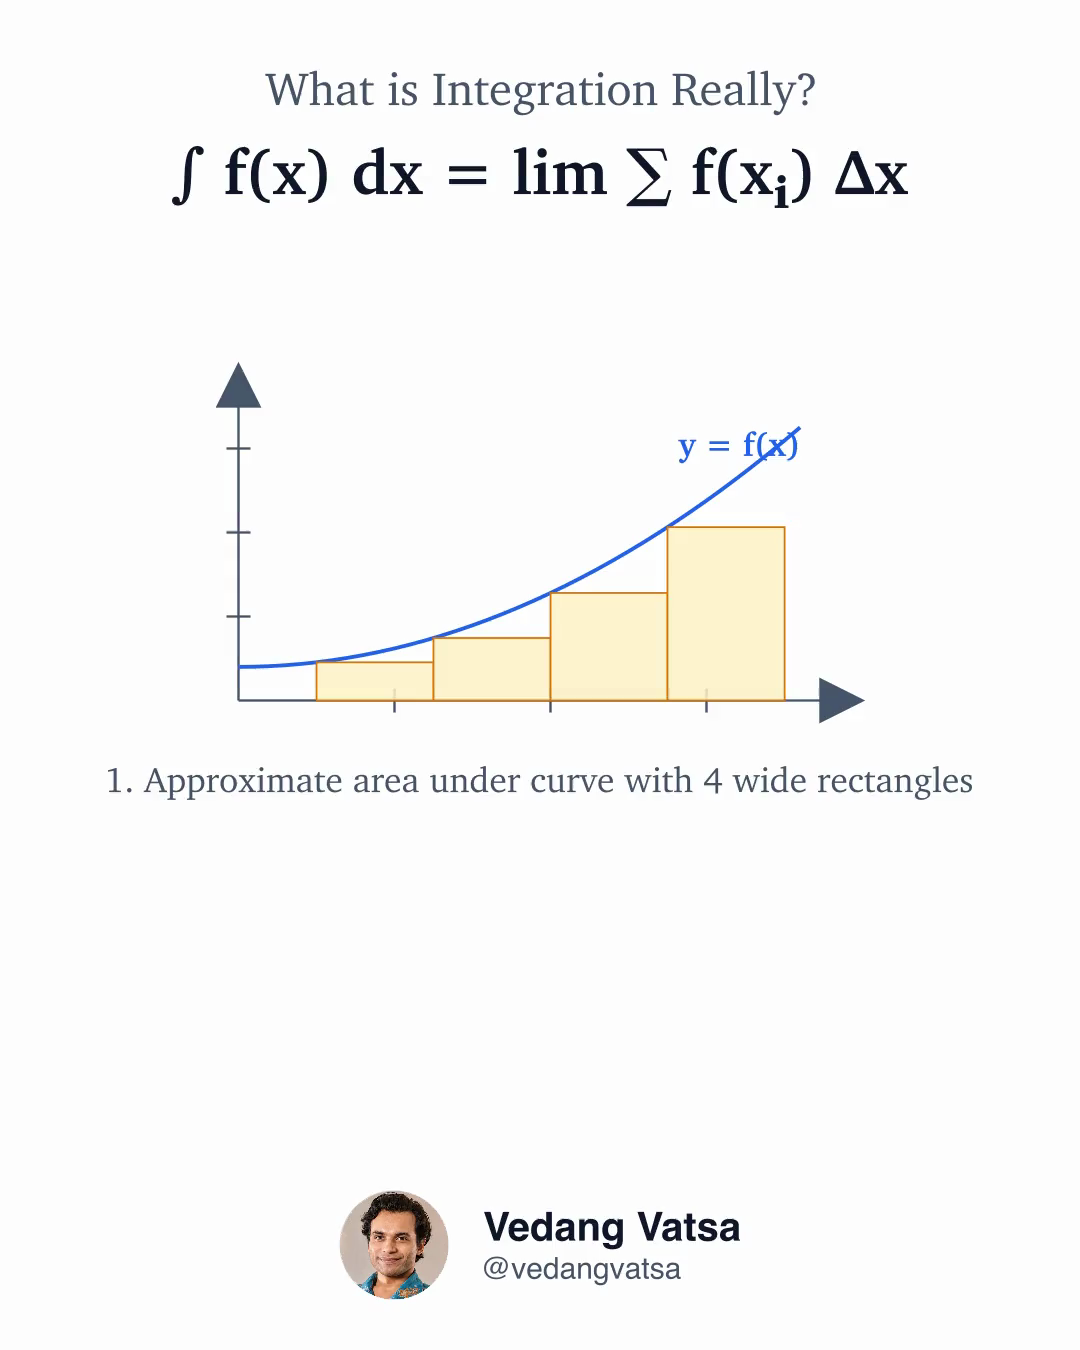 What is Integration Really?
∫ f(x) dx = lim ∑ f(xᵢ) Δx
y = f(x)
1. Approximate area under curve with 4 wide rectangles
Vedang Vatsa
@vedangvatsa